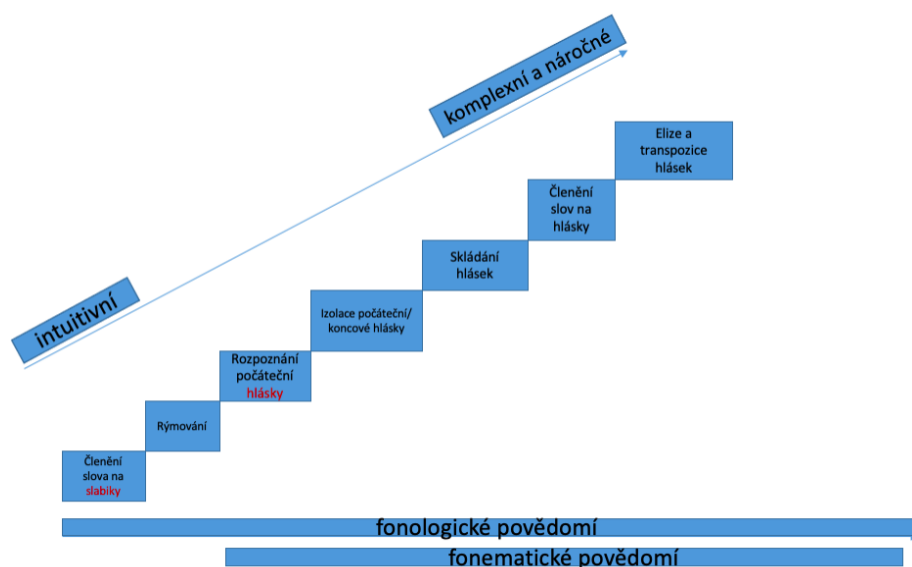 komplexní a náročné
Elize a
transpozice
hlásek
Členění
slov na
hlásky
Skládání
hlásek
Izolace počáteční/
koncové hlásky
intuitivní
Rozpoznání
počáteční
hlásky
Rýmování
Členění
slova na
slabiky
fonologické povědomí
fonematické povědomí